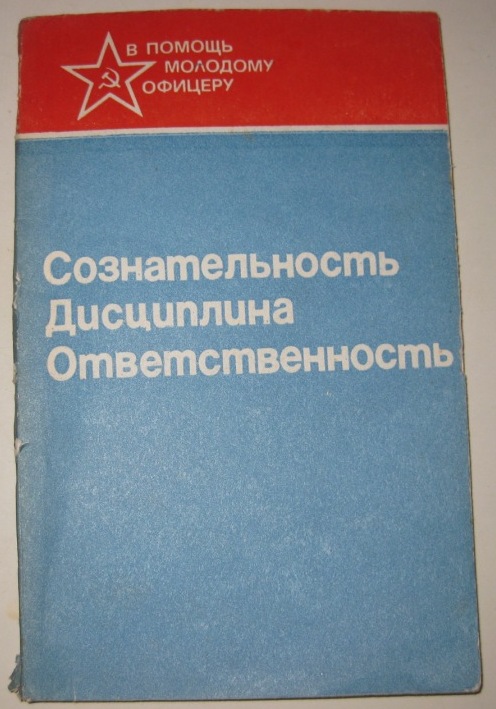 В ПОМОЩЬ
МОЛОДОМУ
ОФИЦЕРУ
Сознательность
Дисциплина
Ответственность